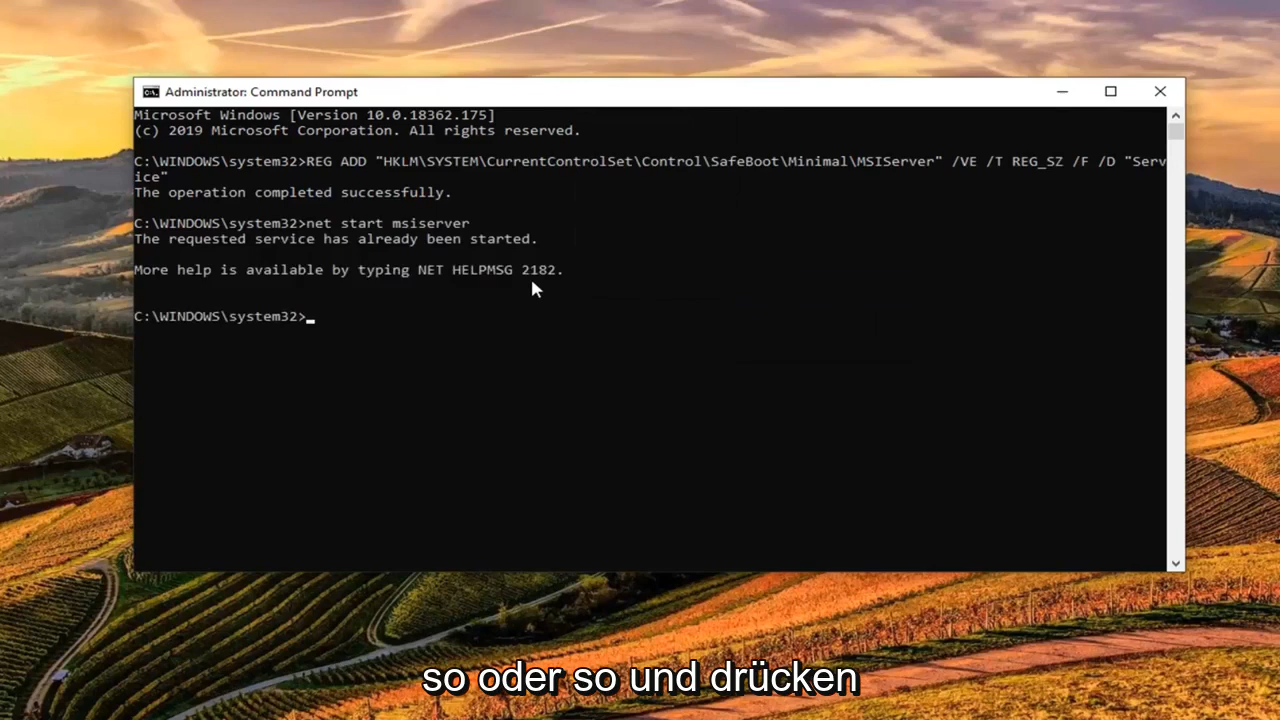 Administrator: Command Prompt
Microsoft Windows [Version 10.0.18362.175]
(c) 2019 Microsoft Corporation. All rights reserved.
C:\WINDOWS\system32>REG ADD "HKLM\SYSTEM\CurrentControlSet\Control\SafeBoot\Minimal\MSIServer" /VE /T REG_SZ /F /D "Serv
ice"
The operation completed successfully.
C:\WINDOWS\system32>net start msiserver
The requested service has already been started.
More help is available by typing NET HELPMSG 2182.
C:\WINDOWS\system32>
so oder so und drücken